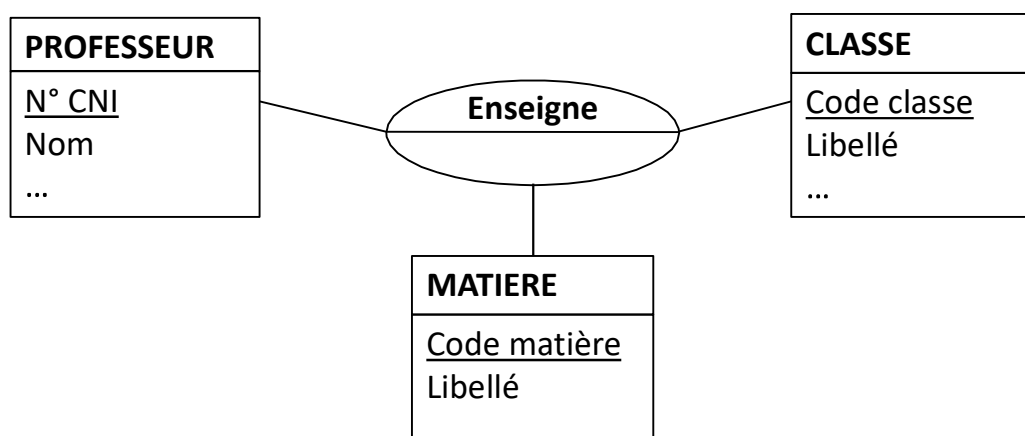 PROFESSEUR
N° CNI
Nom
...
Enseigne
CLASSE
Code classe
Libellé
...
MATIERE
Code matière
Libellé